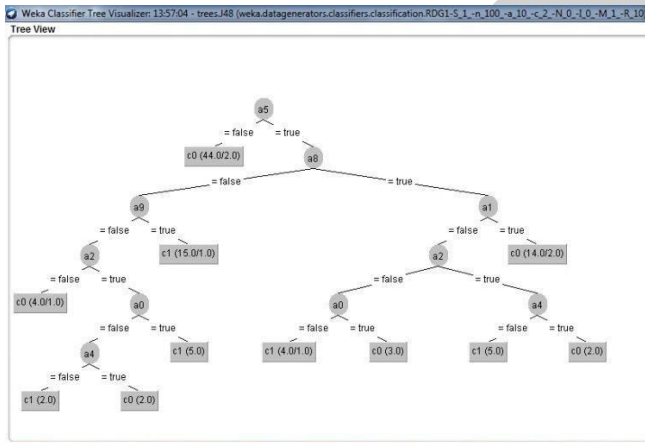 Weka Classifier Tree Visualizer: 13:57:04 - trees.J48 (weka.datagenerators.classifiers.classification.RDG1-S_1_-n_100_-a_10_-c_2_-N_0_-I_0_-M_1_-R_10
Tree View
a5
= false = true
c0 (44.0/2.0) a8
= false = true
a9 a1
= false = true = false = true
a2 c1 (15.0/1.0) a2 c0 (14.0/2.0)
= false = true = false = true
c0 (4.0/1.0) a0 a0 a4
= false = true = false = true = false = true
a4 c1 (5.0) c1 (4.0/1.0) c0 (3.0) c1 (5.0) c0 (2.0)
= false = true
c1 (2.0) c0 (2.0)